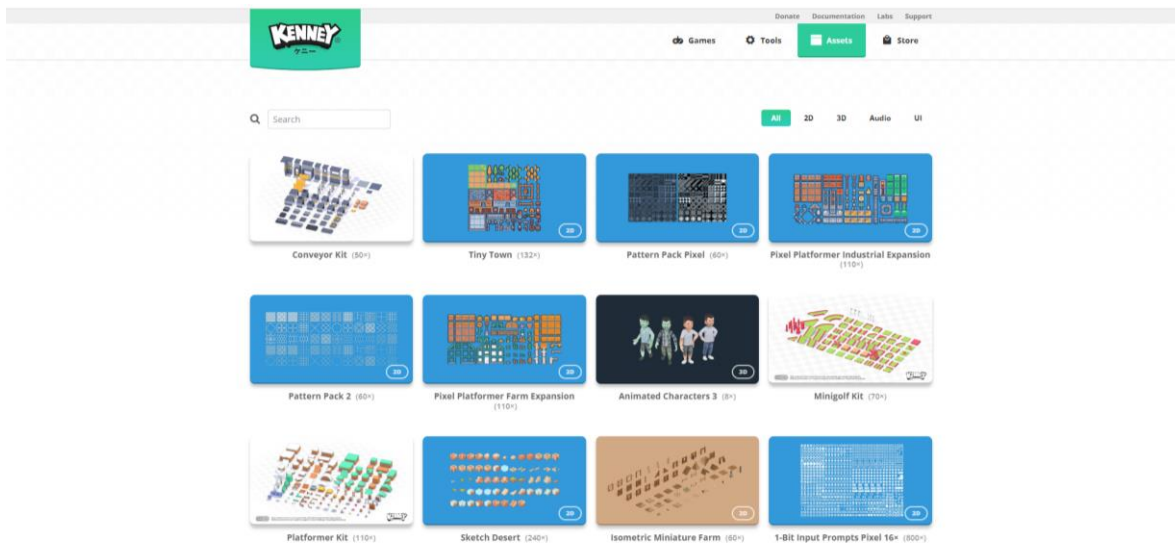 Donate Documentation Labs Support
KENNEY
ケニー
Games Tools Assets Store
Search
All 2D 3D Audio UI
2D
2D
2D
Conveyor Kit (50×) Tiny Town (132×) Pattern Pack Pixel (60×) Pixel Platformer Industrial Expansion
(110×)
2D
2D
3D
Pattern Pack 2 (60×) Pixel Platformer Farm Expansion Animated Characters 3 (8×) Minigolf Kit (70×)
(110×)
2D
2D
Platformer Kit (110×) Sketch Desert (240×) Isometric Miniature Farm (60×) 1-Bit Input Prompts Pixel 16× (800×)